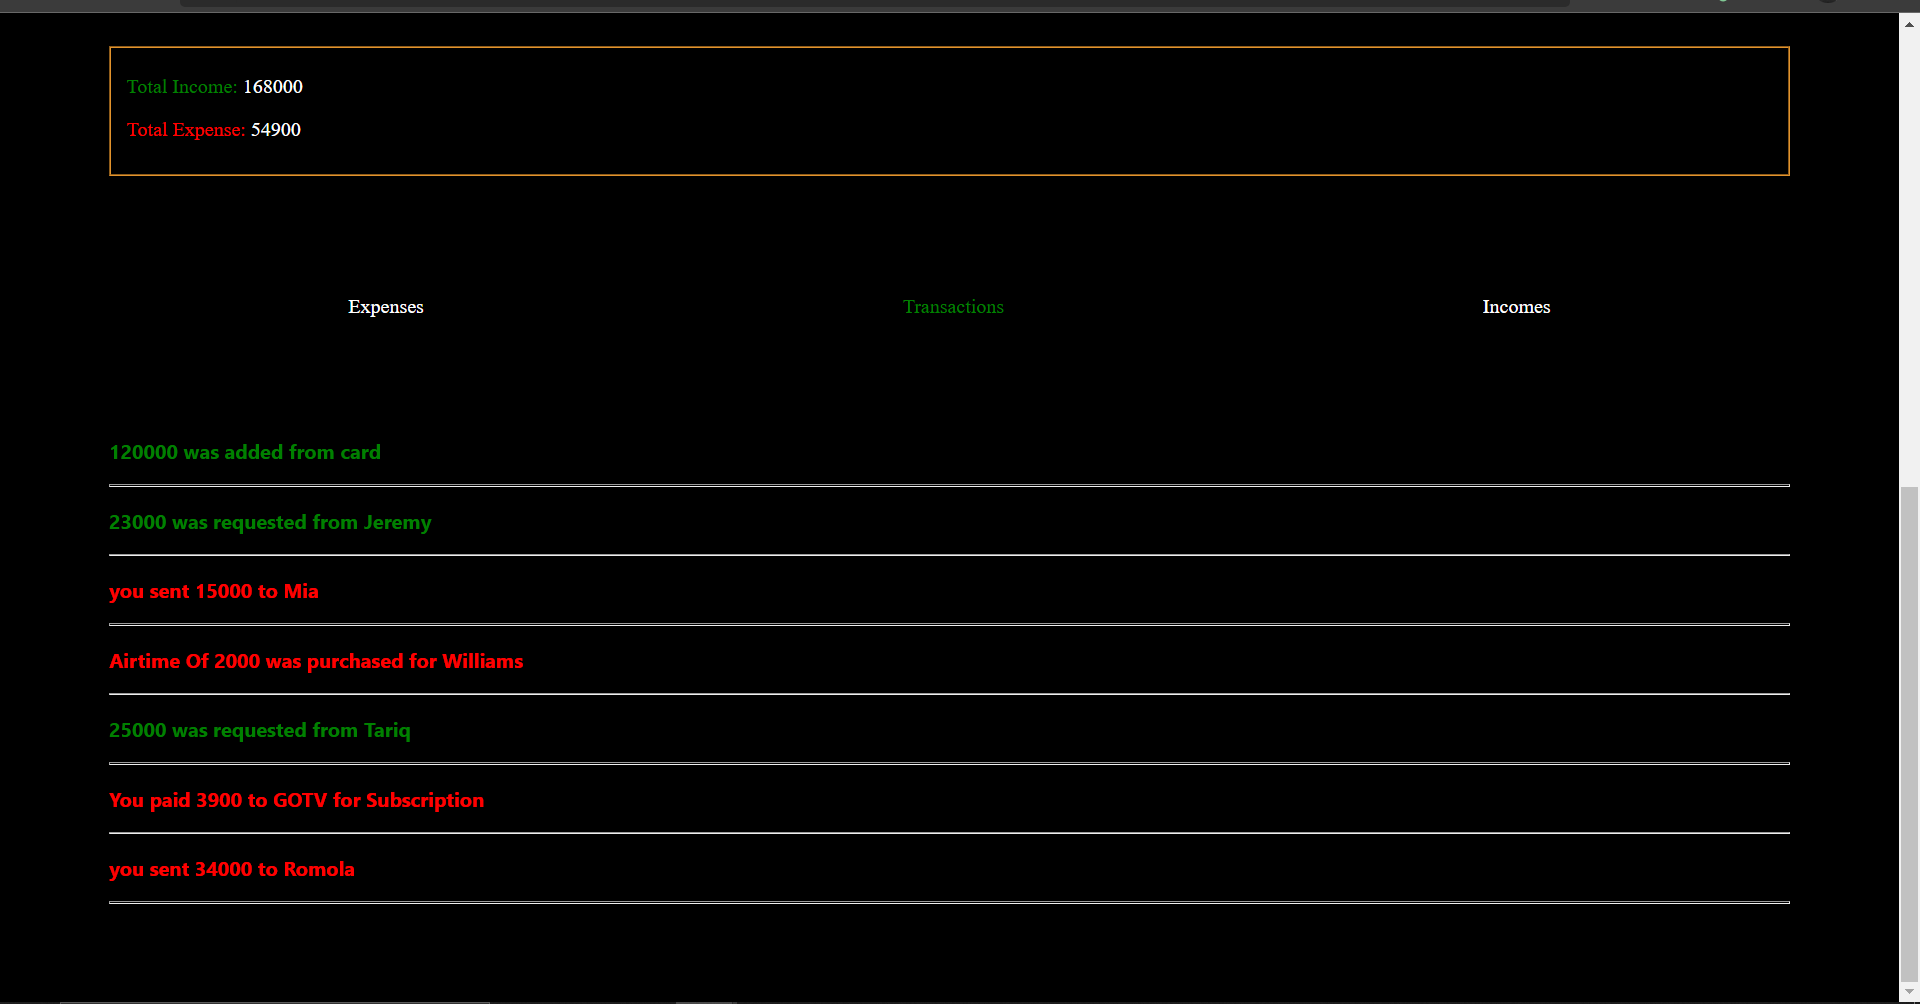 Total Income: 168000
Total Expense: 54900
Expenses Transactions Incomes
120000 was added from card
23000 was requested from Jeremy
you sent 15000 to Mia
Airtime Of 2000 was purchased for Williams
25000 was requested from Tariq
You paid 3900 to GOTV for Subscription
you sent 34000 to Romola